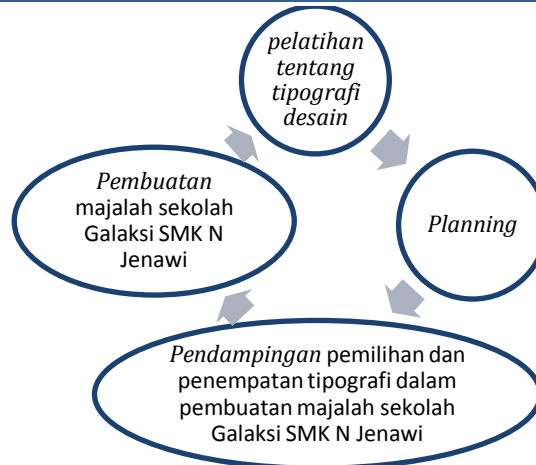 pelatihan
tentang
tipografi
desain
Planning
Pendampingan pemilihan dan
penempatan tipografi dalam
pembuatan majalah sekolah
Galaksi SMK N Jenawi
Pembuatan
majalah sekolah
Galaksi SMK N
Jenawi